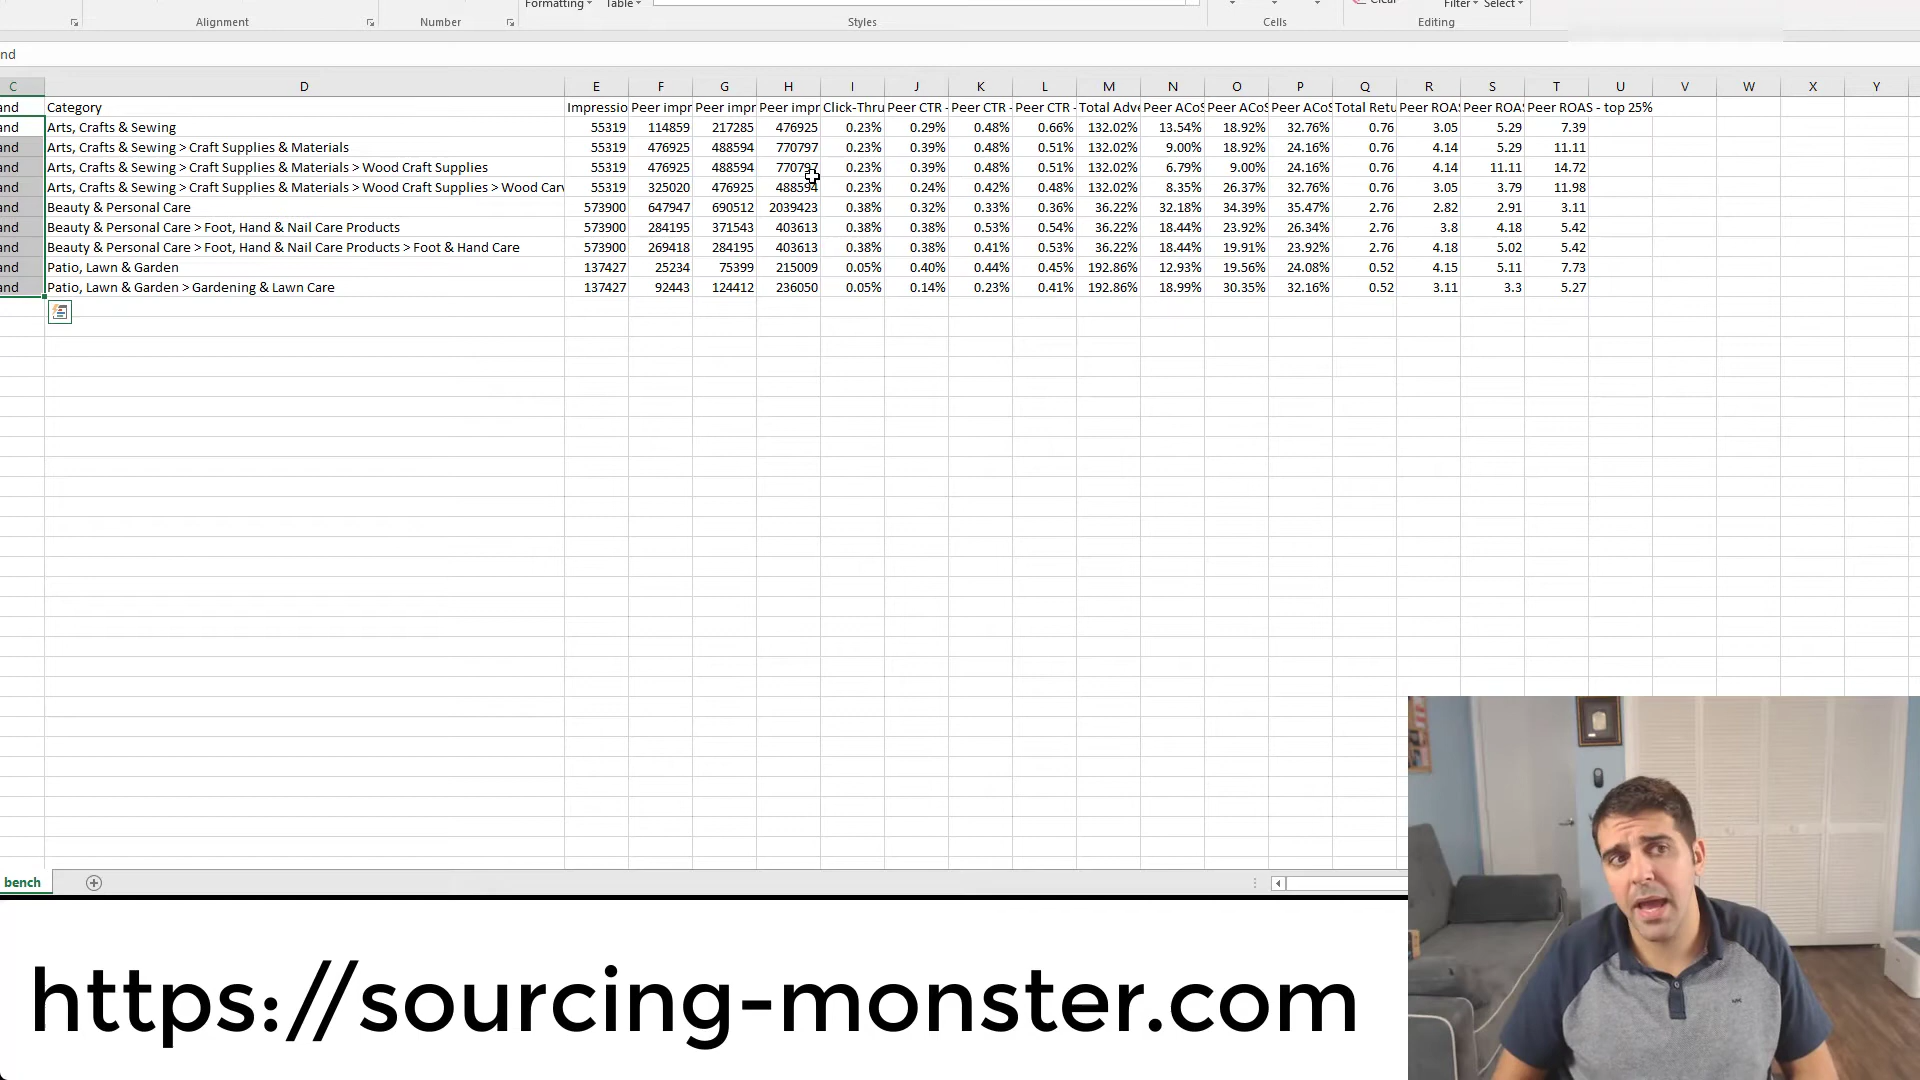 Formatting Table Clear Filter Select
Alignment Number Styles Cells Editing
nd
C D E F G H I J K L M N O P Q R S T U V W X Y
and Category Impressio Peer impr Peer impr Peer impr Click-Thru Peer CTR - Peer CTR - Peer CTR - Total Adve Peer ACoS Peer ACoS Peer ACoS Total Retu Peer ROAS Peer ROAS Peer ROAS - top 25%
and Arts, Crafts & Sewing 55319 114859 217285 476925 0.23% 0.29% 0.48% 0.66% 132.02% 13.54% 18.92% 32.76% 0.76 3.05 5.29 7.39
and Arts, Crafts & Sewing > Craft Supplies & Materials 55319 476925 488594 770797 0.23% 0.39% 0.48% 0.51% 132.02% 9.00% 18.92% 24.16% 0.76 4.14 5.29 11.11
and Arts, Crafts & Sewing > Craft Supplies & Materials > Wood Craft Supplies 55319 476925 488594 770797 0.23% 0.39% 0.48% 0.51% 132.02% 6.79% 9.00% 24.16% 0.76 4.14 11.11 14.72
and Arts, Crafts & Sewing > Craft Supplies & Materials > Wood Craft Supplies > Wood Carv 55319 325020 476925 488594 0.23% 0.24% 0.42% 0.48% 132.02% 8.35% 26.37% 32.76% 0.76 3.05 3.79 11.98
and Beauty & Personal Care 573900 647947 690512 2039423 0.38% 0.32% 0.33% 0.36% 36.22% 32.18% 34.39% 35.47% 2.76 2.82 2.91 3.11
and Beauty & Personal Care > Foot, Hand & Nail Care Products 573900 284195 371543 403613 0.38% 0.38% 0.53% 0.54% 36.22% 18.44% 23.92% 26.34% 2.76 3.8 4.18 5.42
and Beauty & Personal Care > Foot, Hand & Nail Care Products > Foot & Hand Care 573900 269418 284195 403613 0.38% 0.38% 0.41% 0.53% 36.22% 18.44% 19.91% 23.92% 2.76 4.18 5.02 5.42
and Patio, Lawn & Garden 137427 25234 75399 215009 0.05% 0.40% 0.44% 0.45% 192.86% 12.93% 19.56% 24.08% 0.52 4.15 5.11 7.73
and Patio, Lawn & Garden > Gardening & Lawn Care 137427 92443 124412 236050 0.05% 0.14% 0.23% 0.41% 192.86% 18.99% 30.35% 32.16% 0.52 3.11 3.3 5.27
bench
https://sourcing-monster.com